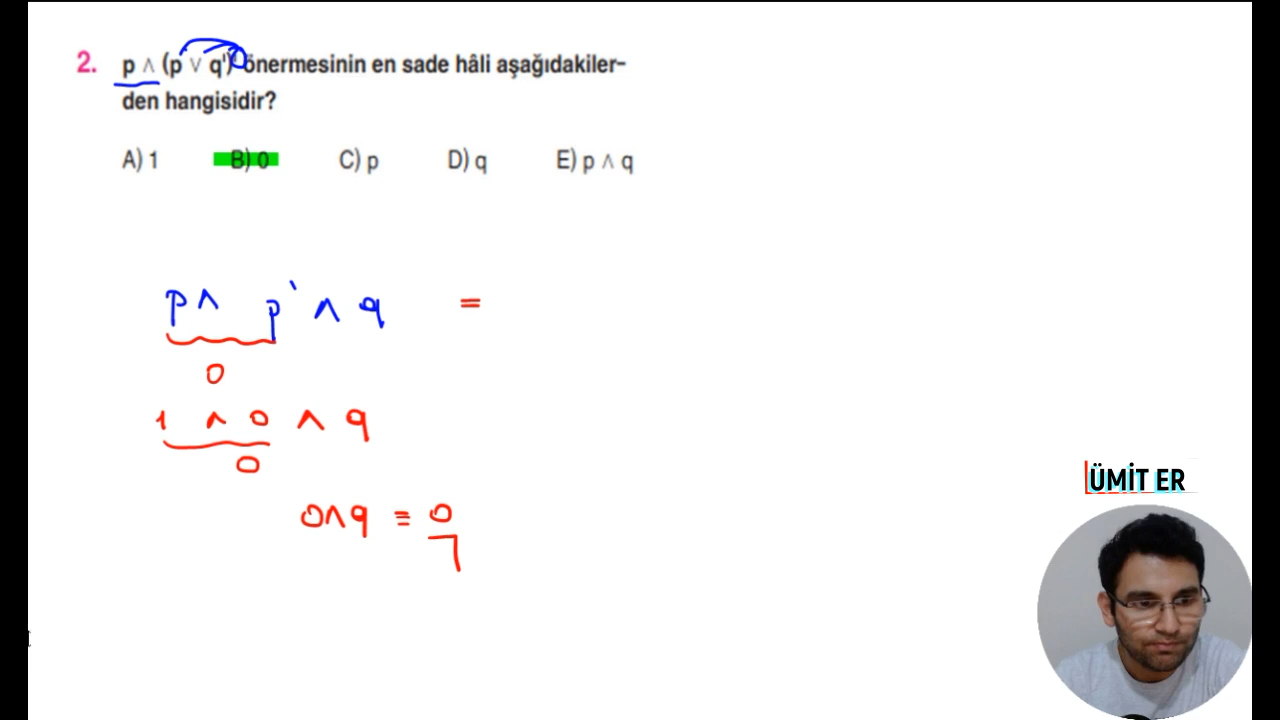 2. p ∧ (p ∨ q')' önermesinin en sade hâli aşağıdakiler-
den hangisidir?
A) 1 B) 0 C) p D) q E) p ∧ q
p ∧ p' ∧ q =
0
1 ∧ 0 ∧ q
0
0 ∧ q ≡ 0
ÜMİT ER